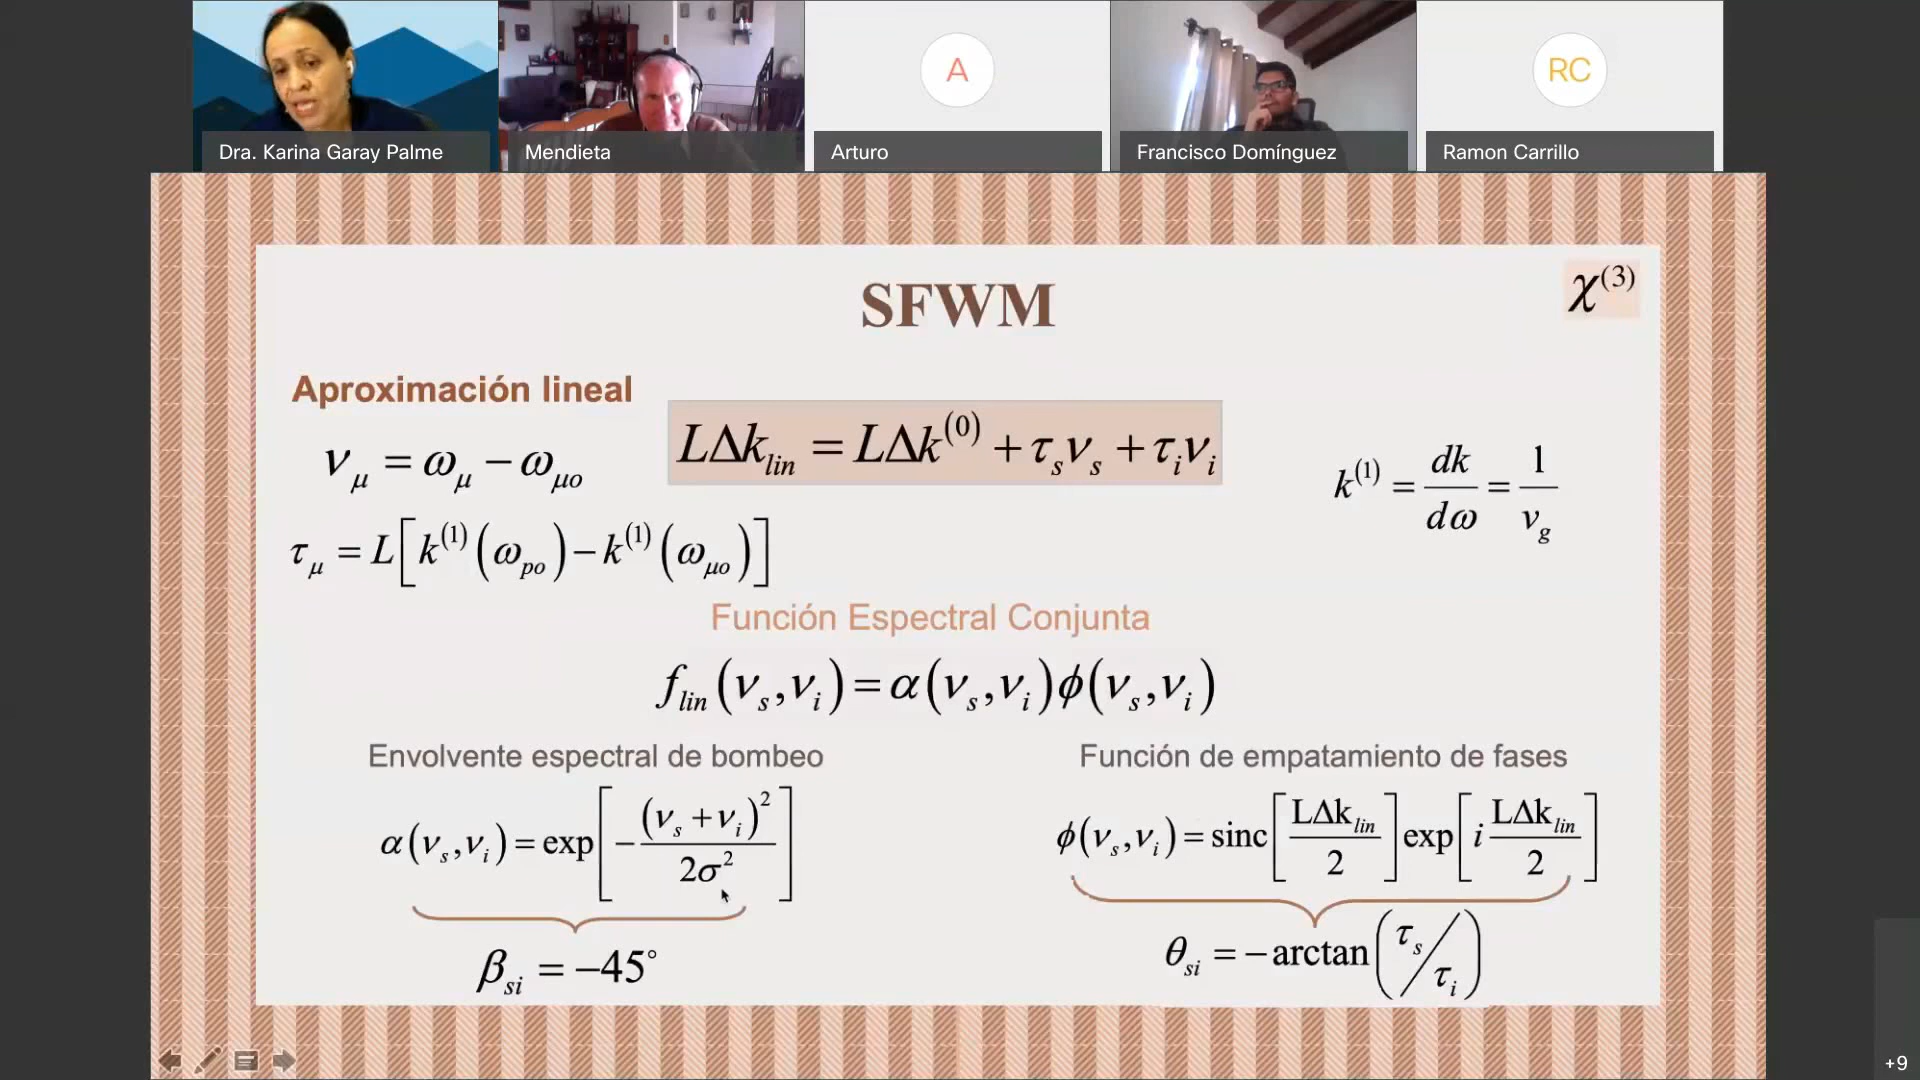 Dra. Karina Garay Palme
Mendieta
A
Arturo
Francisco Domínguez
RC
Ramon Carrillo
SFWM
χ⁽³⁾
Aproximación lineal
LΔk_lin = LΔk⁽⁰⁾ + τ_s ν_s + τ_i ν_i
ν_μ = ω_μ − ω_μo
k⁽¹⁾ = dk/dω = 1/v_g
τ_μ = L[k⁽¹⁾(ω_po) − k⁽¹⁾(ω_μo)]
Función Espectral Conjunta
f_lin(ν_s, ν_i) = α(ν_s, ν_i)ϕ(ν_s, ν_i)
Envolvente espectral de bombeo
α(ν_s, ν_i) = exp[−(ν_s + ν_i)²/2σ²]
β_si = −45°
Función de empatamiento de fases
ϕ(ν_s, ν_i) = sinc[LΔk_lin/2] exp[i LΔk_lin/2]
θ_si = −arctan(τ_s/τ_i)
+9